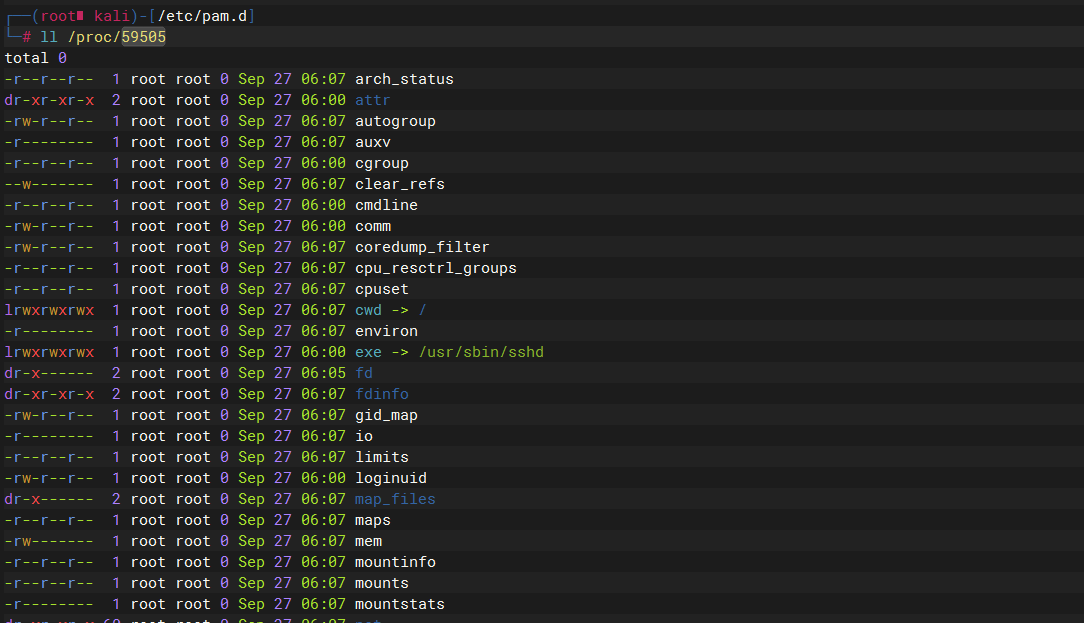 ┌──(root㉿ kali)-[/etc/pam.d]
└─# ll /proc/59505
total 0
-r--r--r--  1 root root 0 Sep 27 06:07 arch_status
dr-xr-xr-x  2 root root 0 Sep 27 06:00 attr
-rw-r--r--  1 root root 0 Sep 27 06:07 autogroup
-r--------  1 root root 0 Sep 27 06:07 auxv
-r--r--r--  1 root root 0 Sep 27 06:00 cgroup
--w-------  1 root root 0 Sep 27 06:07 clear_refs
-r--r--r--  1 root root 0 Sep 27 06:00 cmdline
-rw-r--r--  1 root root 0 Sep 27 06:00 comm
-rw-r--r--  1 root root 0 Sep 27 06:07 coredump_filter
-r--r--r--  1 root root 0 Sep 27 06:07 cpu_resctrl_groups
-r--r--r--  1 root root 0 Sep 27 06:07 cpuset
lrwxrwxrwx  1 root root 0 Sep 27 06:07 cwd -> /
-r--------  1 root root 0 Sep 27 06:07 environ
lrwxrwxrwx  1 root root 0 Sep 27 06:00 exe -> /usr/sbin/sshd
dr-x------  2 root root 0 Sep 27 06:05 fd
dr-xr-xr-x  2 root root 0 Sep 27 06:07 fdinfo
-rw-r--r--  1 root root 0 Sep 27 06:07 gid_map
-r--------  1 root root 0 Sep 27 06:07 io
-r--r--r--  1 root root 0 Sep 27 06:07 limits
-rw-r--r--  1 root root 0 Sep 27 06:00 loginuid
dr-x------  2 root root 0 Sep 27 06:07 map_files
-r--r--r--  1 root root 0 Sep 27 06:07 maps
-rw-------  1 root root 0 Sep 27 06:07 mem
-r--r--r--  1 root root 0 Sep 27 06:07 mountinfo
-r--r--r--  1 root root 0 Sep 27 06:07 mounts
-r--------  1 root root 0 Sep 27 06:07 mountstats